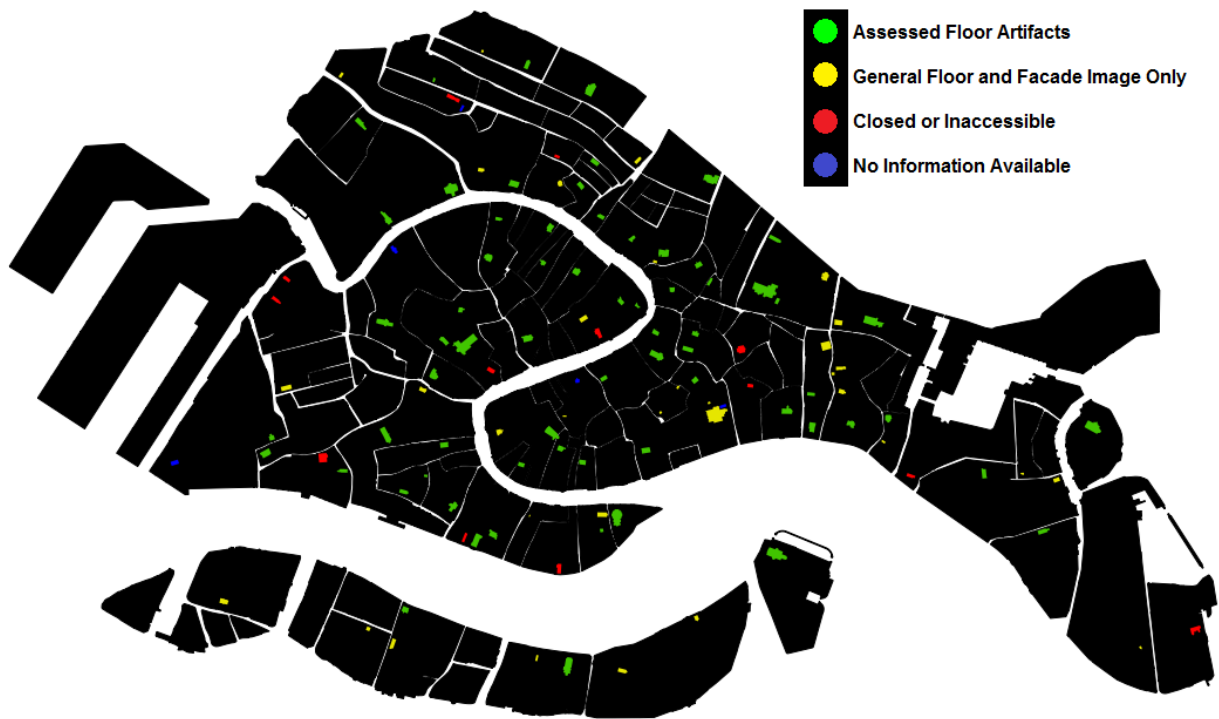 Assessed Floor Artifacts
General Floor and Facade Image Only
Closed or Inaccessible
No Information Available